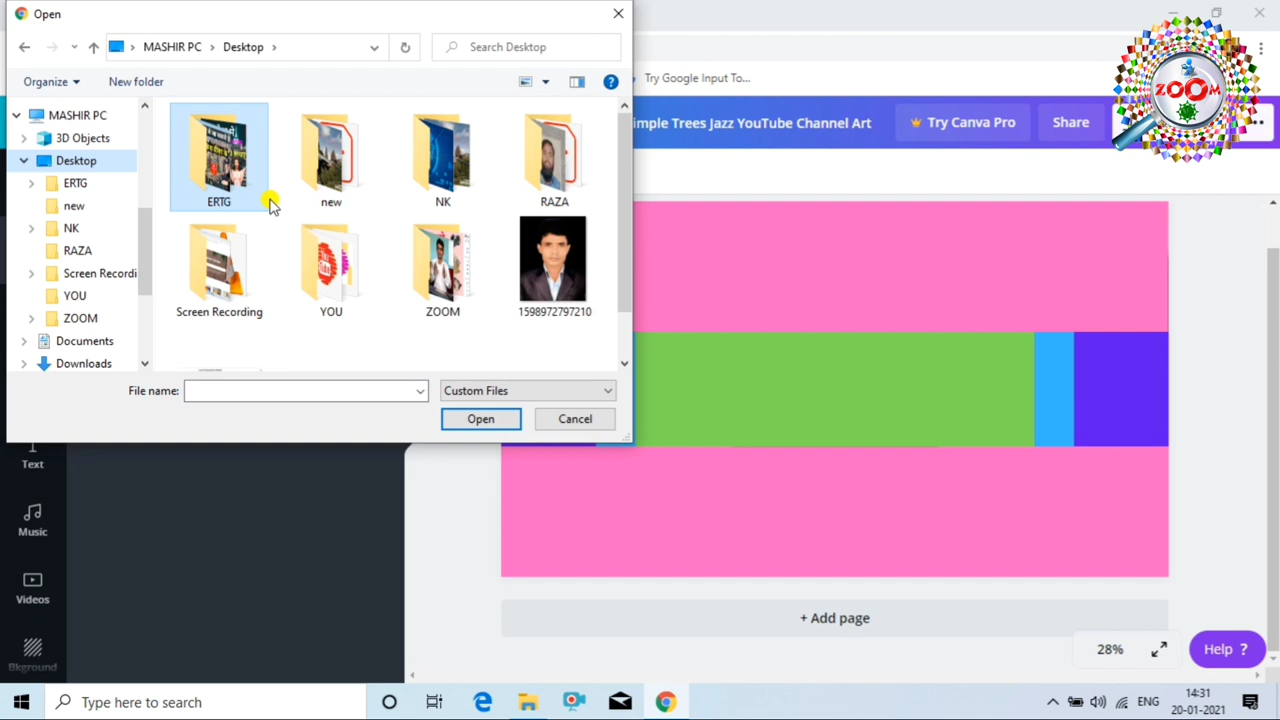 Open
MASHIR PC
Desktop
Search Desktop
Try Google Input To...
Organize
New folder
ZOOM
imple Trees Jazz YouTube Channel Art
Try Canva Pro
Share
MASHIR PC
3D Objects
Desktop
ERTG
new
NK
RAZA
Screen Recordi
YOU
ZOOM
Documents
Downloads
ERTG
new
NK
RAZA
Screen Recording
YOU
ZOOM
1598972797210
File name:
Custom Files
Open
Cancel
Text
Music
Videos
Bkground
+ Add page
28%
Help ?
Type here to search
ENG
14:31
20-01-2021